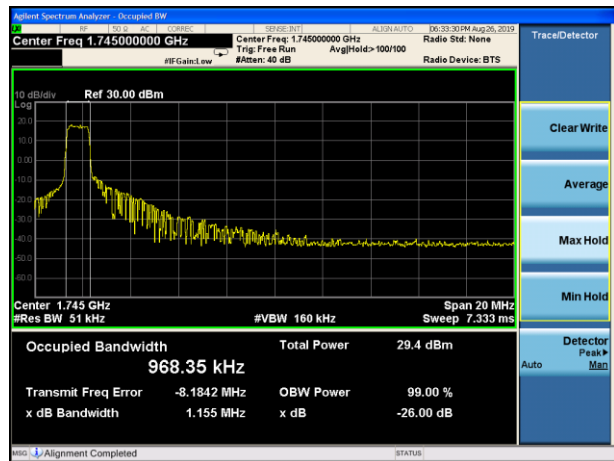 Agilent Spectrum Analyzer - Occupied BW
RF 50 Ω AC CORREC SENSE:INT ALIGN AUTO 06:33:30 PM Aug 26, 2019
Center Freq 1.745000000 GHz Center Freq: 1.745000000 GHz Radio Std: None Trace/Detector
Trig: Free Run Avg|Hold:>100/100
#IFGain:Low #Atten: 40 dB Radio Device: BTS
10 dB/div Ref 30.00 dBm
Log
20.0
10.0
0.00
-10.0
-20.0
-30.0
-40.0
-50.0
-60.0
Clear Write
Average
Max Hold
Min Hold
Center 1.745 GHz Span 20 MHz
#Res BW 51 kHz #VBW 160 kHz Sweep 7.333 ms
Occupied Bandwidth Total Power 29.4 dBm
968.35 kHz
Transmit Freq Error -8.1842 MHz OBW Power 99.00 %
x dB Bandwidth 1.155 MHz x dB -26.00 dB
Detector
Peak▶
Auto Man
MSG Alignment Completed STATUS